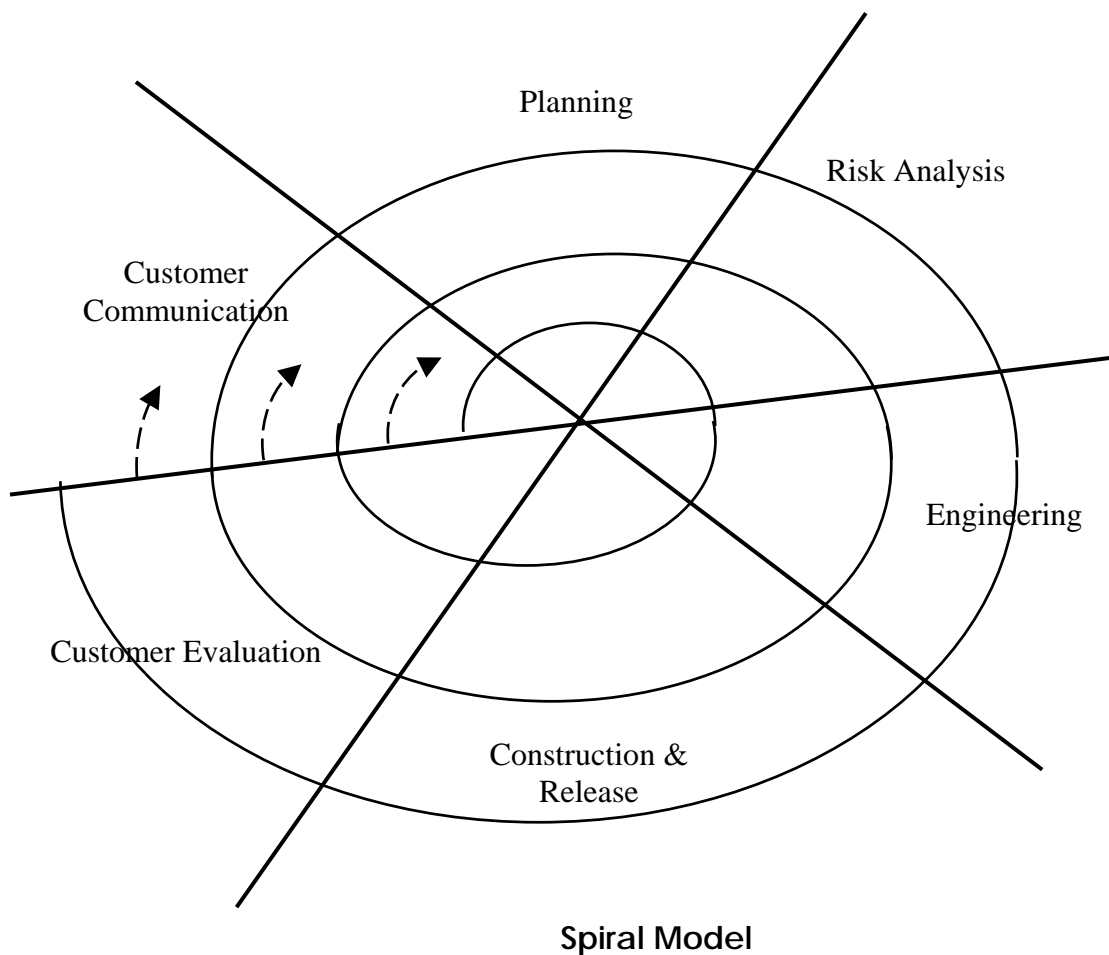 Planning
Risk Analysis
Customer
Communication
Engineering
Customer Evaluation
Construction &
Release
Spiral Model